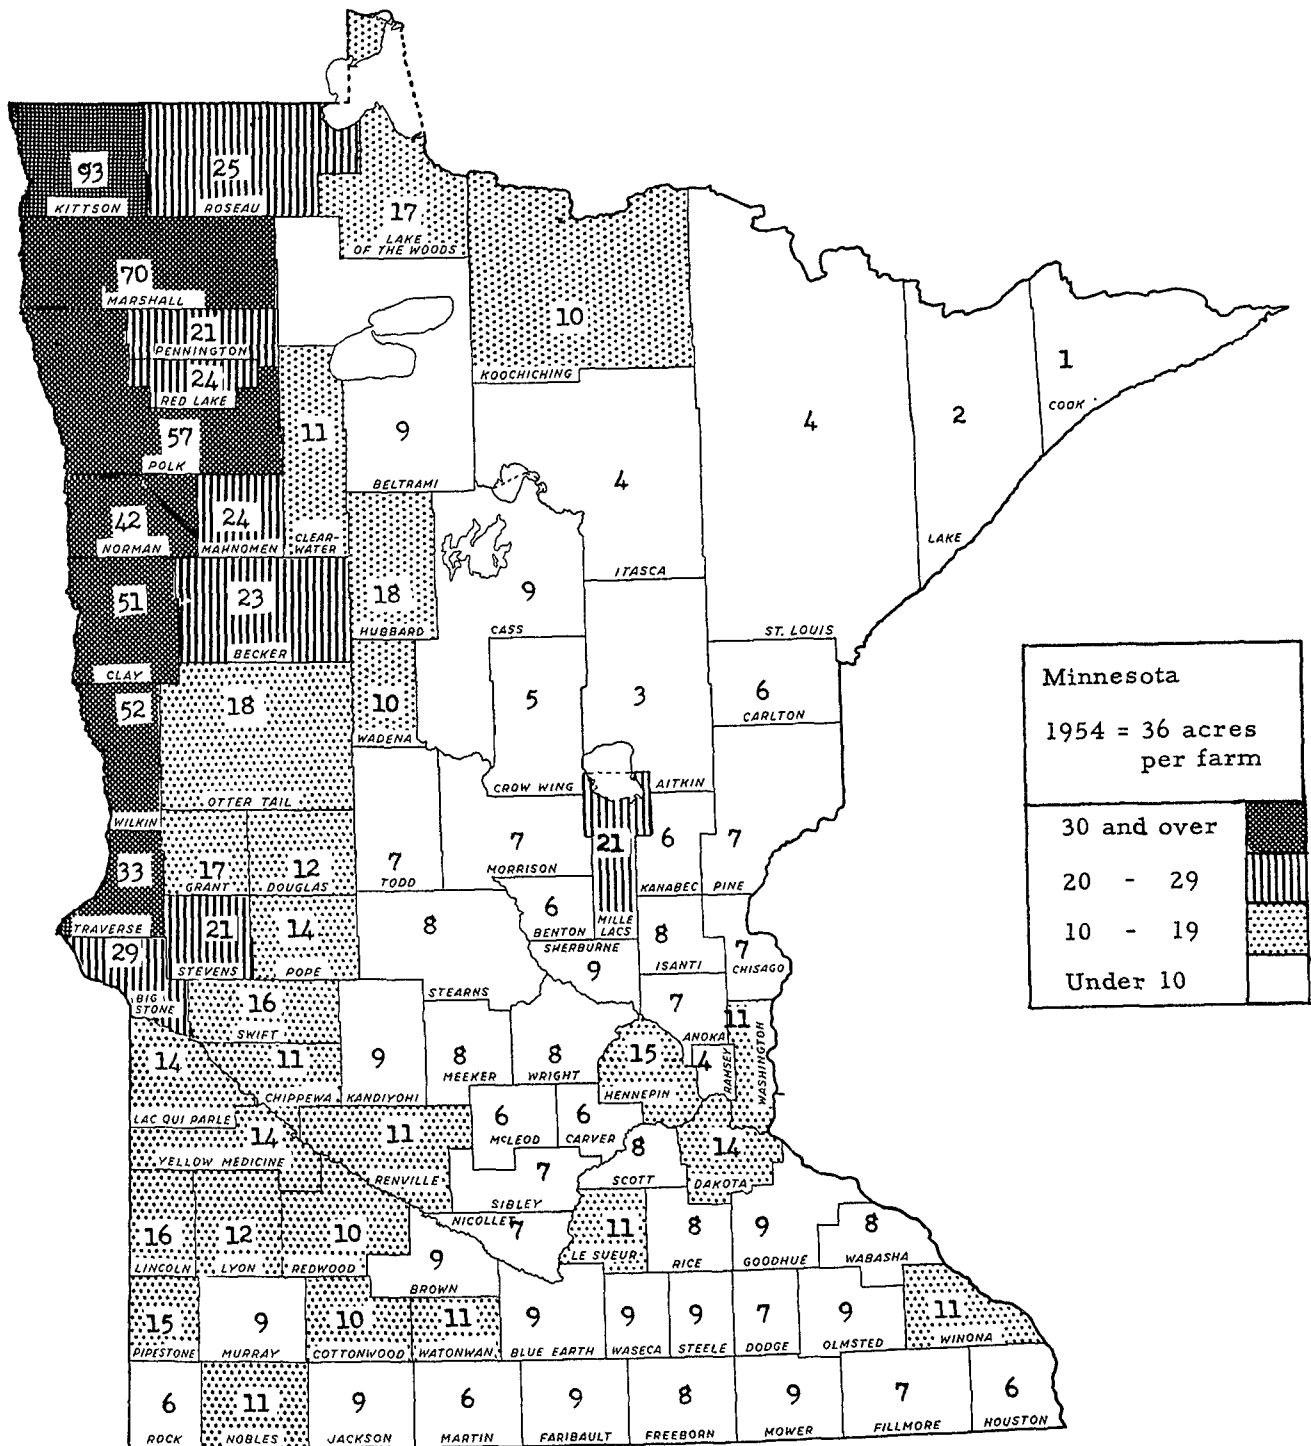 93
KITTSON
25
ROSEAU
17
LAKE
OF THE WOODS
70
MARSHALL
21
PENNINGTON
24
RED LAKE
57
POLK
11
CLEAR-
WATER
9
BELTRAMI
10
KOOCHICHING
4
ITASCA
4
ST. LOUIS
2
LAKE
1
COOK
42
NORMAN
24
MAHNOMEN
18
HUBBARD
9
CASS
51
CLAY
23
BECKER
52
WILKIN
18
OTTER TAIL
10
WADENA
5
CROW WING
3
AITKIN
6
CARLTON
Minnesota
1954 = 36 acres
per farm
30 and over
20 - 29
10 - 19
Under 10
33
TRAVERSE
17
GRANT
12
DOUGLAS
7
TODD
7
MORRISON
21
MILLE
LACS
6
KANABEC
7
PINE
29
BIG
STONE
21
STEVENS
14
POPE
8
STEARNS
6
BENTON
SHERBURNE
9
8
ISANTI
7
CHISAGO
16
SWIFT
7
ANOKA
11
WASHINGTON
14
LAC QUI PARLE
11
CHIPPEWA
9
KANDIYOHI
8
MEEKER
8
WRIGHT
15
HENNEPIN
4
RAMSEY
14
YELLOW MEDICINE
11
RENVILLE
6
MCLEOD
6
CARVER
8
SCOTT
14
DAKOTA
7
SIBLEY
16
LINCOLN
12
LYON
10
REDWOOD
NICOLLET
7
9
BROWN
11
LE SUEUR
8
RICE
9
GOODHUE
8
WABASHA
15
PIPESTONE
9
MURRAY
10
COTTONWOOD
11
WATONWAN
9
BLUE EARTH
9
WASECA
9
STEELE
7
DODGE
9
OLMSTED
11
WINONA
6
ROCK
11
NOBLES
9
JACKSON
6
MARTIN
9
FARIBAULT
8
FREEBORN
9
MOWER
7
FILLMORE
6
HOUSTON